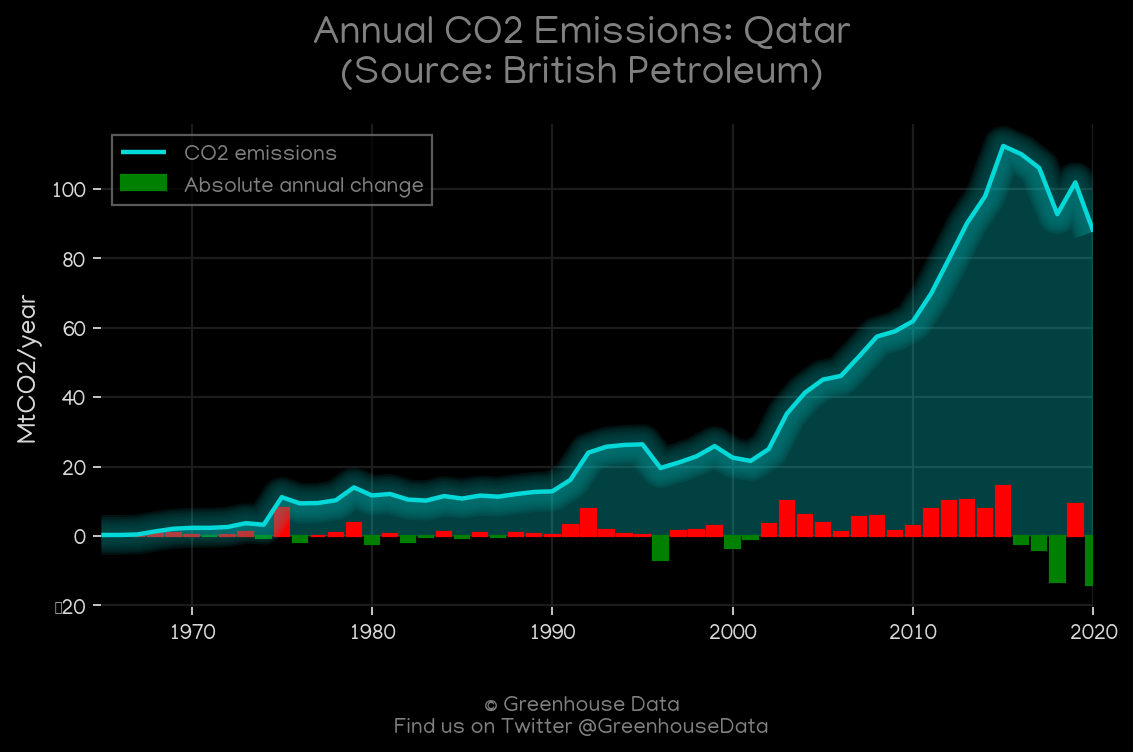 Annual CO2 Emissions: Qatar
(Source: British Petroleum)
CO2 emissions
Absolute annual change
MtCO2/year
100
80
60
40
20
0
▯20
1970 1980 1990 2000 2010 2020
© Greenhouse Data
Find us on Twitter @GreenhouseData